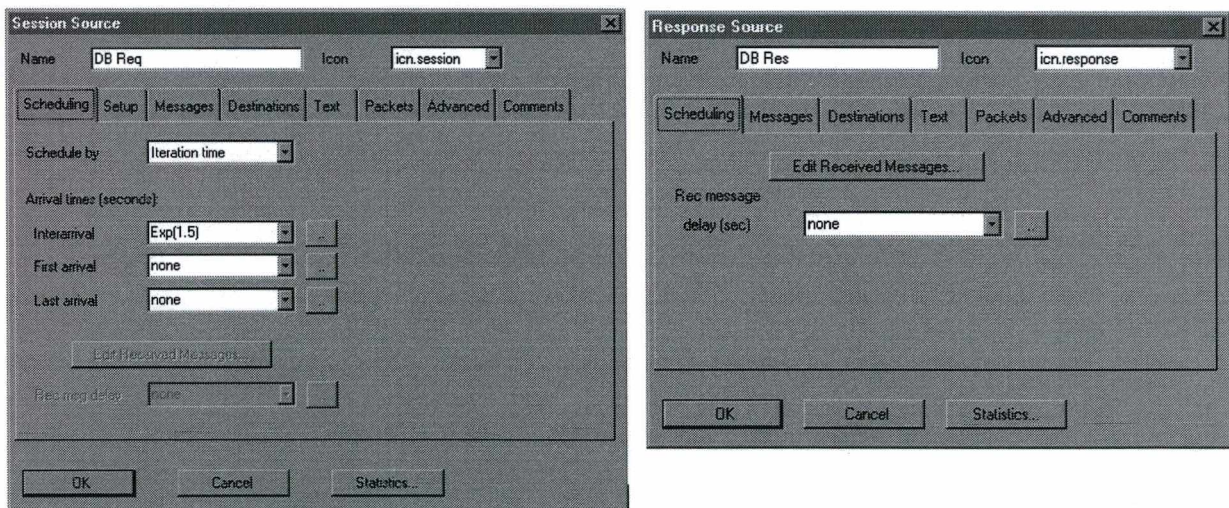 Session Source
Name DB Req Icon icn.session
Scheduling Setup Messages Destinations Text Packets Advanced Comments
Schedule by Iteration time
Arrival times (seconds):
Interarrival Exp(1.5) ..
First arrival none ..
Last arrival none ..
Edit Received Messages...
Rec msg delay none
OK Cancel Statistics...
Response Source
Name DB Res Icon icn.response
Scheduling Messages Destinations Text Packets Advanced Comments
Edit Received Messages...
Rec message
delay (sec) none ..
OK Cancel Statistics...